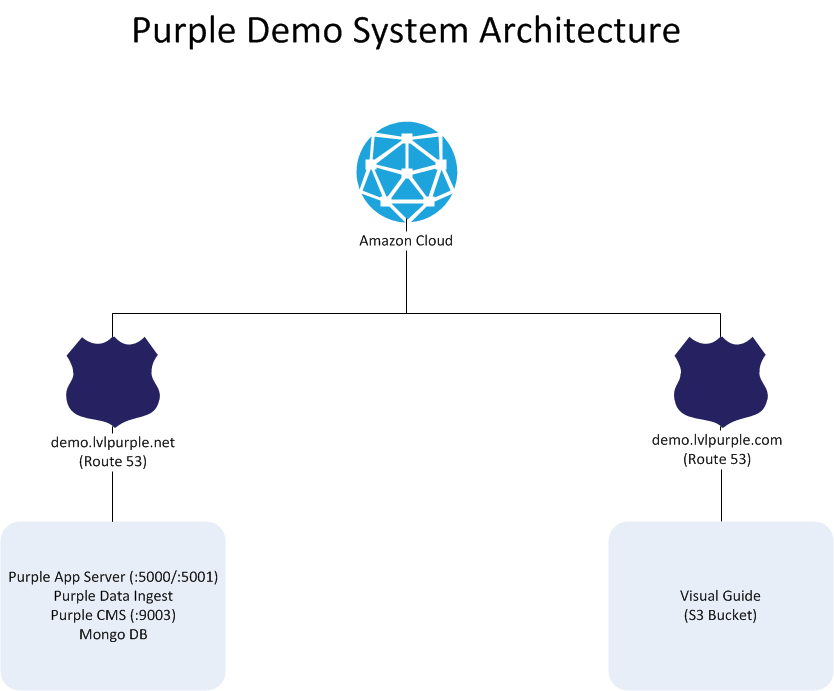 Purple Demo System Architecture
Amazon Cloud
demo.lvlpurple.net
(Route 53)
demo.lvlpurple.com
(Route 53)
Purple App Server (:5000/:5001)
Purple Data Ingest
Purple CMS (:9003)
Mongo DB
Visual Guide
(S3 Bucket)